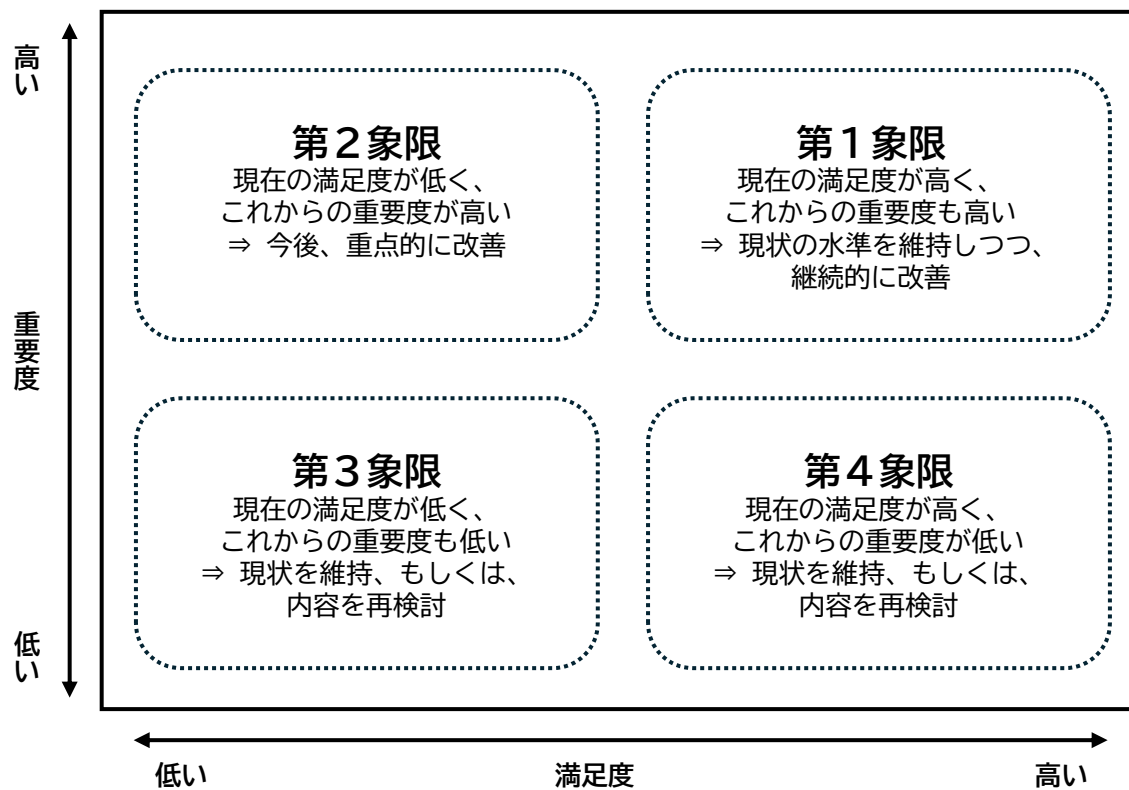 高い
重要度
低い
第２象限
現在の満足度が低く、
これからの重要度が高い
⇒ 今後、重点的に改善
第１象限
現在の満足度が高く、
これからの重要度も高い
⇒ 現状の水準を維持しつつ、
継続的に改善
第３象限
現在の満足度が低く、
これからの重要度も低い
⇒ 現状を維持、もしくは、
内容を再検討
第４象限
現在の満足度が高く、
これからの重要度が低い
⇒ 現状を維持、もしくは、
内容を再検討
低い
満足度
高い